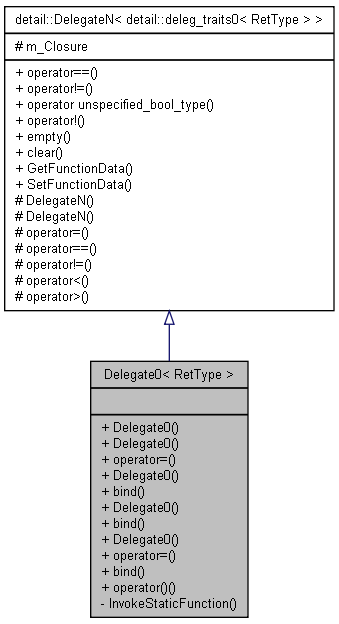 detail::DelegateN< detail::deleg_traits0< RetType > >
# m_Closure
+ operator==()
+ operator!=()
+ operator unspecified_bool_type()
+ operator!()
+ empty()
+ clear()
+ GetFunctionData()
+ SetFunctionData()
# DelegateN()
# DelegateN()
# operator=()
# operator==()
# operator!=()
# operator<()
# operator>()
Delegate0< RetType >
+ Delegate0()
+ Delegate0()
+ operator=()
+ Delegate0()
+ bind()
+ Delegate0()
+ bind()
+ Delegate0()
+ operator=()
+ bind()
+ operator()()
- InvokeStaticFunction()